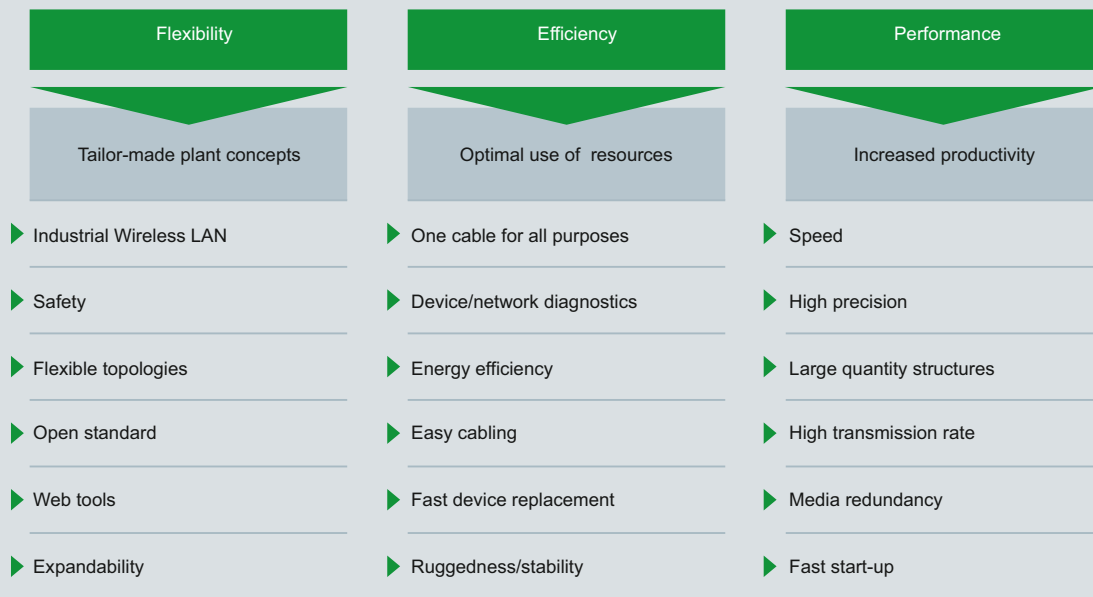 Flexibility
Tailor-made plant concepts
Industrial Wireless LAN
Safety
Flexible topologies
Open standard
Web tools
Expandability
Efficiency
Optimal use of resources
One cable for all purposes
Device/network diagnostics
Energy efficiency
Easy cabling
Fast device replacement
Ruggedness/stability
Performance
Increased productivity
Speed
High precision
Large quantity structures
High transmission rate
Media redundancy
Fast start-up